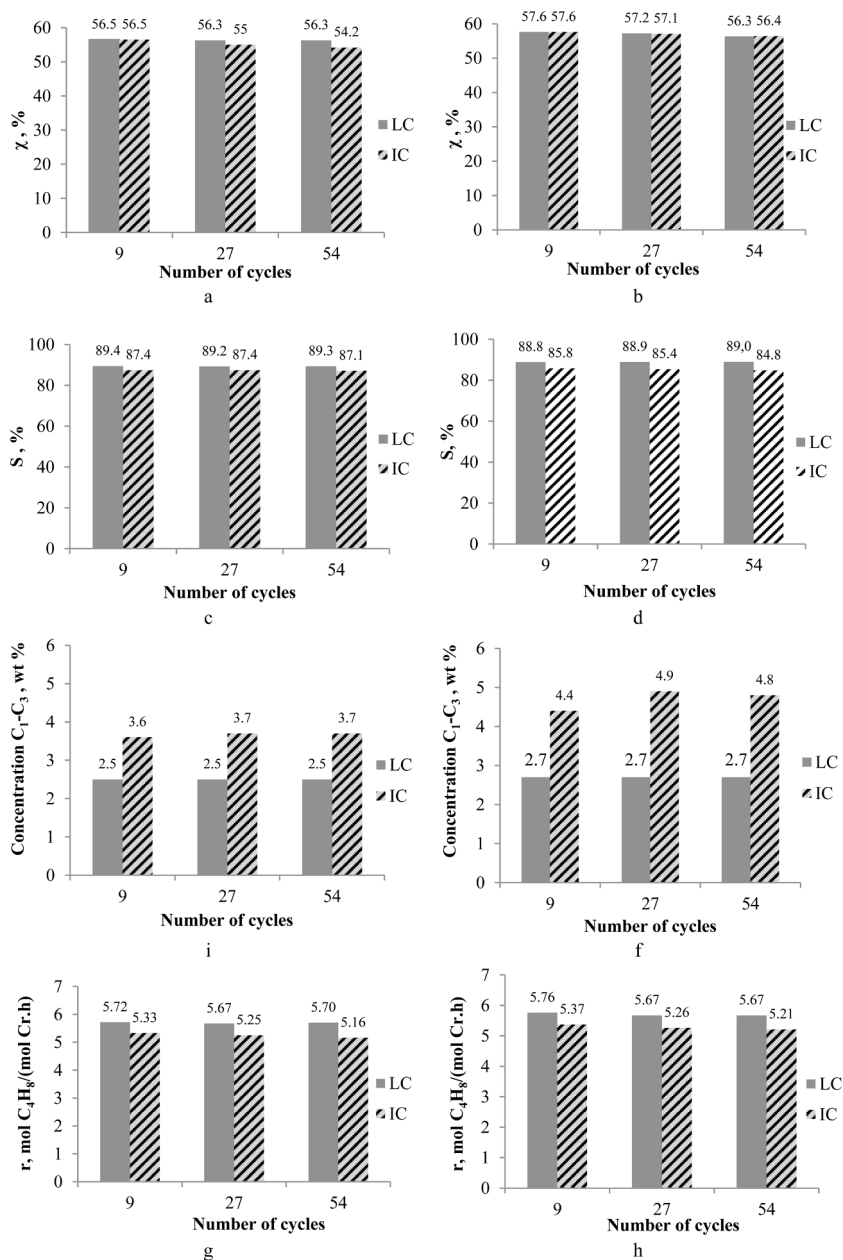 56.5 56.5 56.3 55 56.3 54.2
60
50
40
30
20
10
0
χ , %
LC
IC
9 27 54
Number of cycles
a
57.6 57.6 57.2 57.1 56.3 56.4
60
50
40
30
20
10
0
χ , %
LC
IC
9 27 54
Number of cycles
b
89.4 87.4 89.2 87.4 89.3 87.1
100
80
60
40
20
0
S, %
LC
IC
9 27 54
Number of cycles
c
88.8 85.8 88.9 85.4 89,0 84.8
100
80
60
40
20
0
S, %
LC
IC
9 27 54
Number of cycles
d
6
5
4
3
2
1
0
Concentration C₁-C₃ , wt %
2.5 3.6 2.5 3.7 2.5 3.7
LC
IC
9 27 54
Number of cycles
i
6
5
4
3
2
1
0
Concentration C₁-C₃ , wt %
2.7 4.4 2.7 4.9 2.7 4.8
LC
IC
9 27 54
Number of cycles
f
7
6
5
4
3
2
1
0
r, mol C₄H₈/(mol Cr.h)
5.72 5.33 5.67 5.25 5.70 5.16
LC
IC
9 27 54
Number of cycles
g
7
6
5
4
3
2
1
0
r, mol C₄H₈/(mol Cr.h)
5.76 5.37 5.67 5.26 5.67 5.21
LC
IC
9 27 54
Number of cycles
h